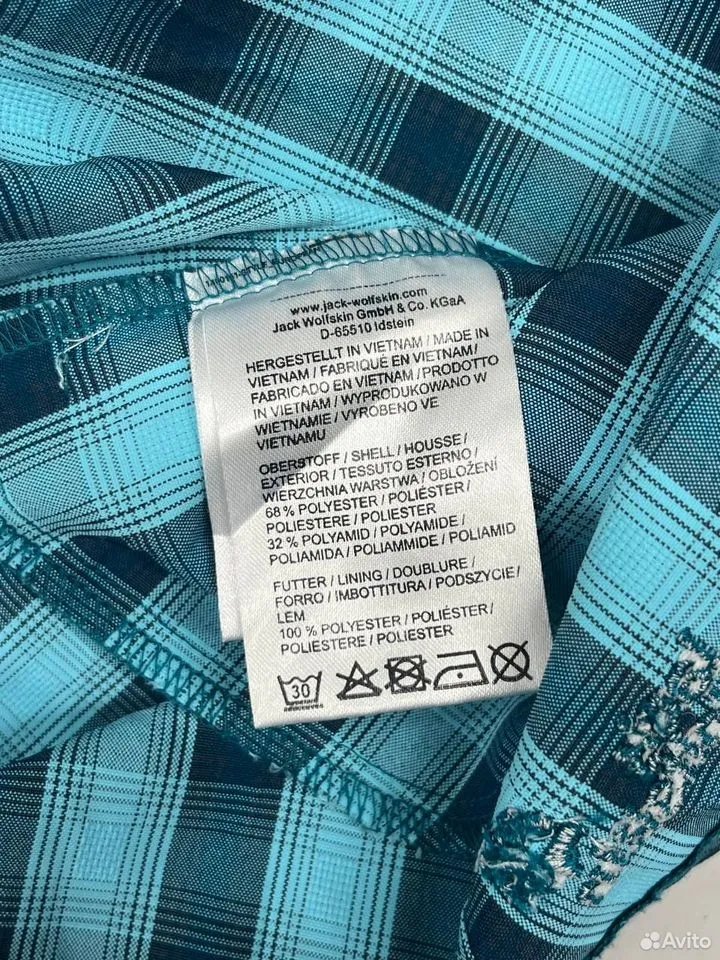 www.jack-wolfskin.com
Jack Wolfskin GmbH & Co. KGaA
D-65510 Idstein
HERGESTELLT IN VIETNAM / MADE IN
VIETNAM / FABRIQUÉ EN VIETNAM /
FABRICADO EN VIETNAM / PRODOTTO
IN VIETNAM / WYPRODUKOWANO W
WIETNAMIE / VYROBENO VE
VIETNAMU
OBERSTOFF / SHELL / HOUSSE /
EXTERIOR / TESSUTO ESTERNO /
WIERZCHNIA WARSTWA / OBLOŽENÍ
68 % POLYESTER / POLIÉSTER /
POLIESTERE / POLIESTER
32 % POLYAMID / POLYAMIDE /
POLIAMIDA / POLIAMMIDE / POLIAMID
FUTTER / LINING / DOUBLURE /
FORRO / IMBOTTITURA / PODSZYCIE /
LEM
100 % POLYESTER / POLIÉSTER /
POLIESTERE / POLIESTER
30
Avito